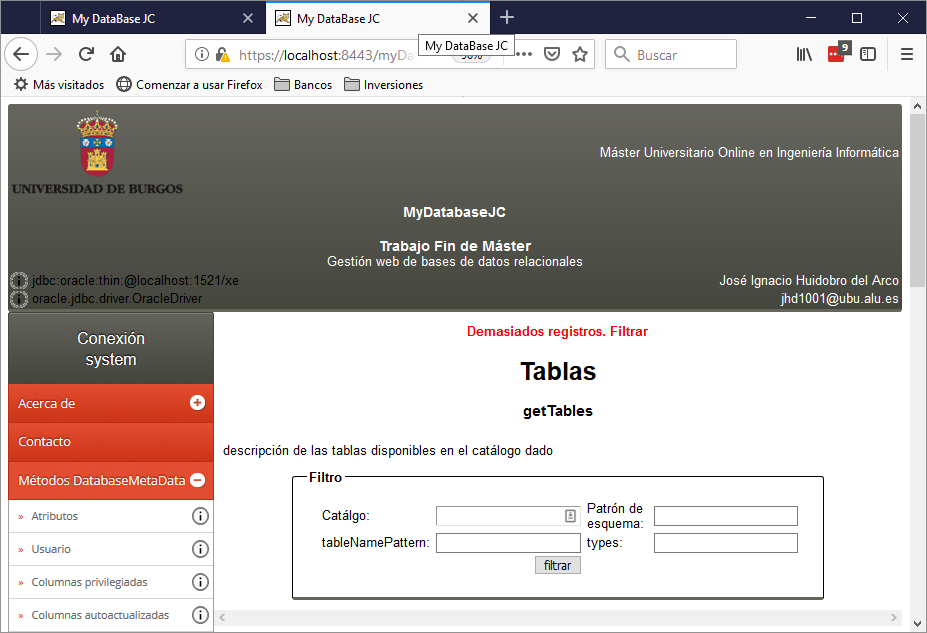 My DataBase JC
My DataBase JC
https://localhost:8443/myDa
My DataBase JC
90%
Buscar
9
Más visitados
Comenzar a usar Firefox
Bancos
Inversiones
UNIVERSIDAD DE BURGOS
Máster Universitario Online en Ingeniería Informática
MyDatabaseJC
Trabajo Fin de Máster
Gestión web de bases de datos relacionales
jdbc:oracle:thin:@localhost:1521/xe
José Ignacio Huidobro del Arco
oracle.jdbc.driver.OracleDriver
jhd1001@ubu.alu.es
Conexión
system
Acerca de
Contacto
Métodos DatabaseMetaData
» Atributos
» Usuario
» Columnas privilegiadas
» Columnas autoactualizadas
Demasiados registros. Filtrar
Tablas
getTables
descripción de las tablas disponibles en el catálogo dado
Filtro
Catálgo:
Patrón de
esquema:
tableNamePattern:
types:
filtrar